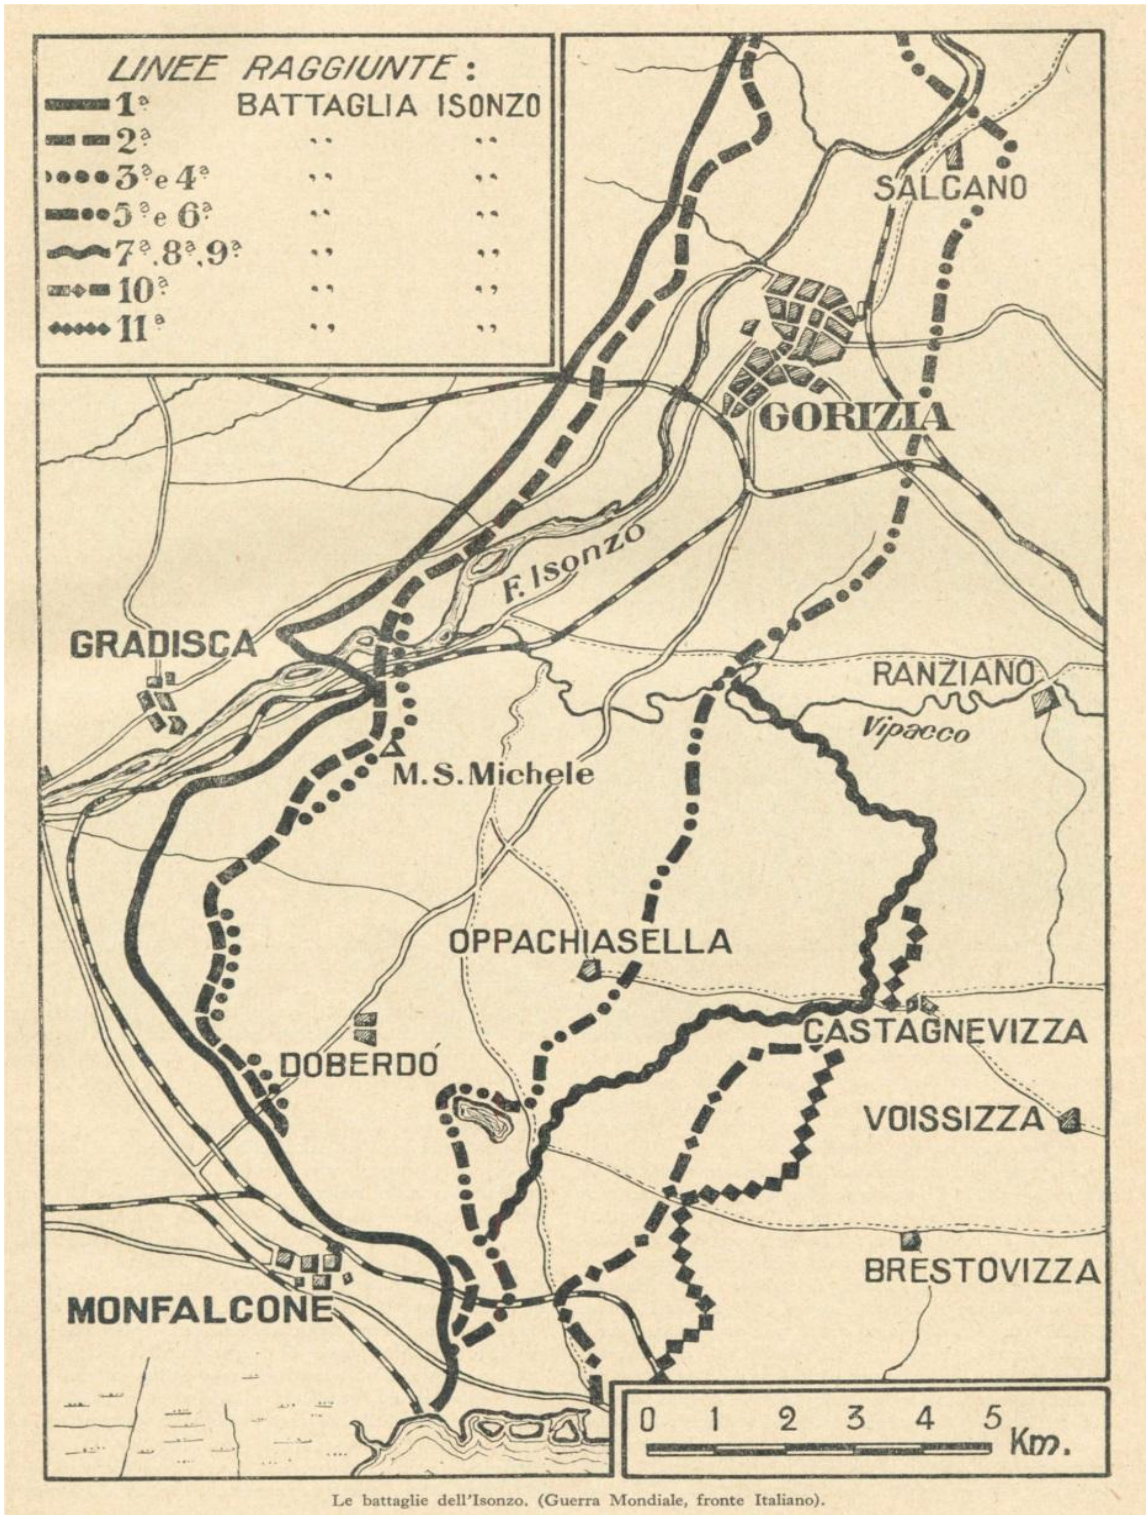 LINEE RAGGIUNTE:
1ª BATTAGLIA ISONZO
2ª ,, ,,
3ª e 4ª ,, ,,
5ª e 6ª ,, ,,
7ª, 8ª, 9ª ,, ,,
10ª ,, ,,
11ª ,, ,,
SALCANO
GORIZIA
F. Isonzo
GRADISCA
RANZIANO
Vipacco
M. S. Michele
OPPACHIASELLA
CASTAGNEVIZZA
DOBERDÓ
VOISSIZZA
BRESTOVIZZA
MONFALCONE
0 1 2 3 4 5 Km.
Le battaglie dell'Isonzo. (Guerra Mondiale, fronte Italiano).